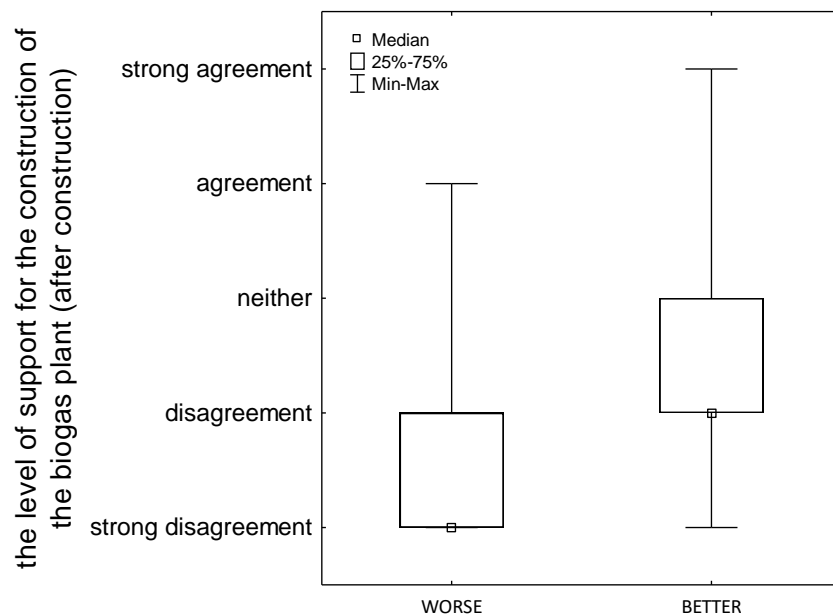 the level of support for the construction of
the biogas plant (after construction)
strong agreement
agreement
neither
disagreement
strong disagreement
Median
25%-75%
Min-Max
WORSE
BETTER